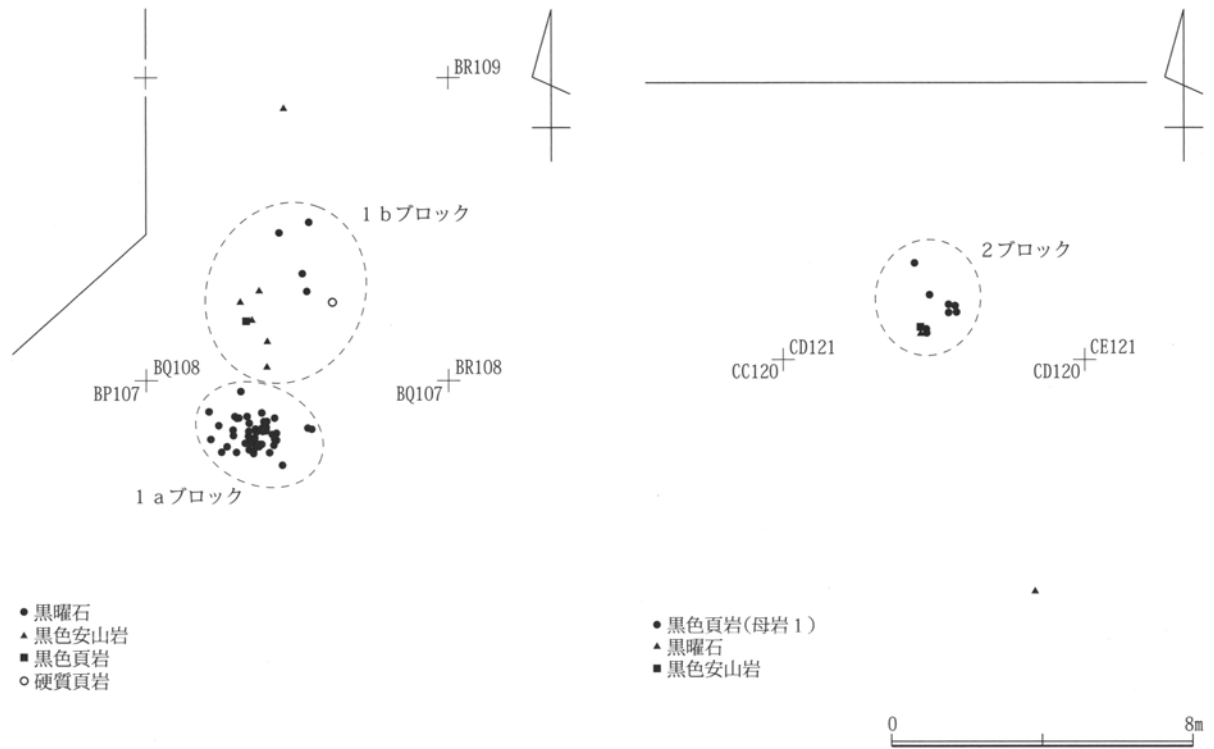 BR109
1bブロック
BQ108
BP107
BR108
BQ107
1aブロック
●黒曜石
▲黒色安山岩
■黒色頁岩
○硬質頁岩
2ブロック
CD121
CC120
CE121
CD120
●黒色頁岩(母岩1)
▲黒曜石
■黒色安山岩
0 8m